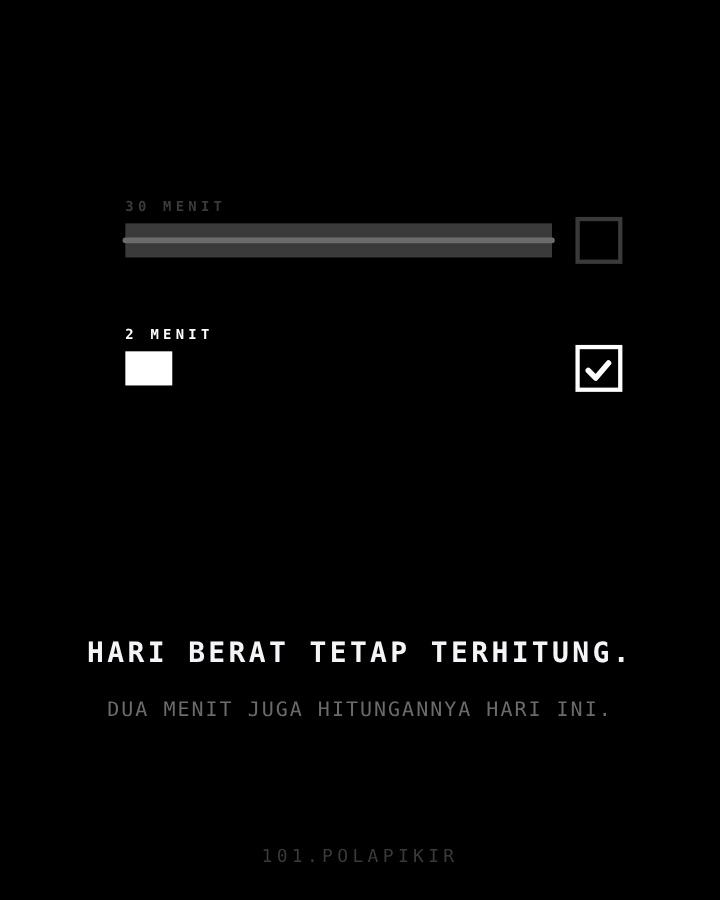 30 MENIT
2 MENIT
HARI BERAT TETAP TERHITUNG.
DUA MENIT JUGA HITUNGANNYA HARI INI.
101.POLAPIKIR